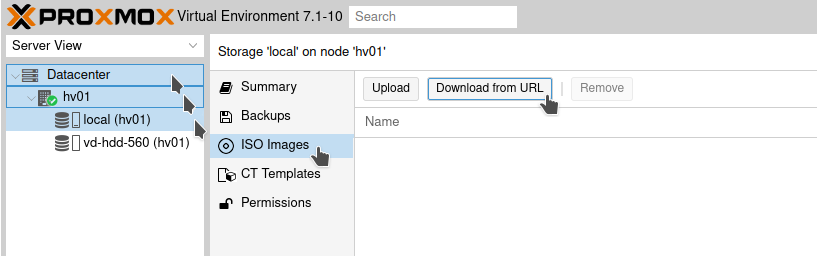 PROXMOX Virtual Environment 7.1-10 Search
Server View
Storage 'local' on node 'hv01'
Datacenter
hv01
local (hv01)
vd-hdd-560 (hv01)
Summary
Backups
ISO Images
CT Templates
Permissions
Upload Download from URL Remove
Name